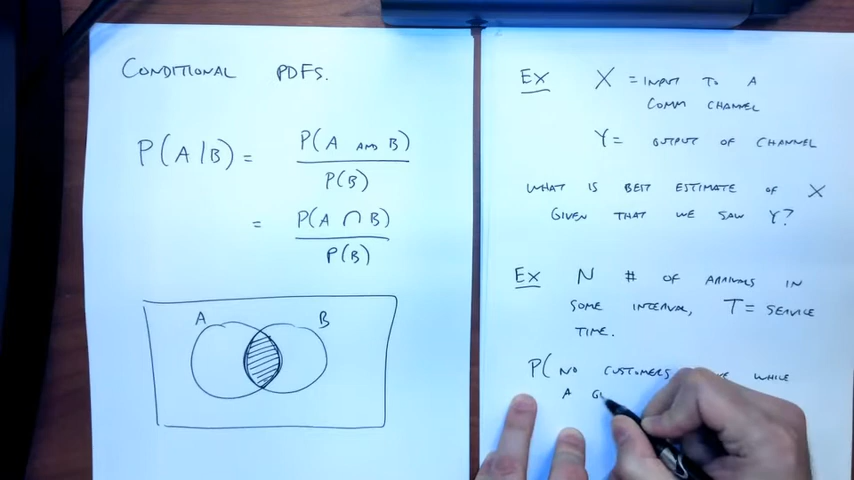 CONDITIONAL PDFS.
P(A|B) = P(A AND B)
P(B)
= P(A ∩ B)
P(B)
A B
EX X = INPUT TO A
COMM CHANNEL
Y = OUTPUT OF CHANNEL
WHAT IS BEST ESTIMATE OF X
GIVEN THAT WE SAW Y?
EX N # OF ARRIVALS IN
SOME INTERVAL, T = SERVICE
TIME.
P( NO CUSTOMERS WHILE
A